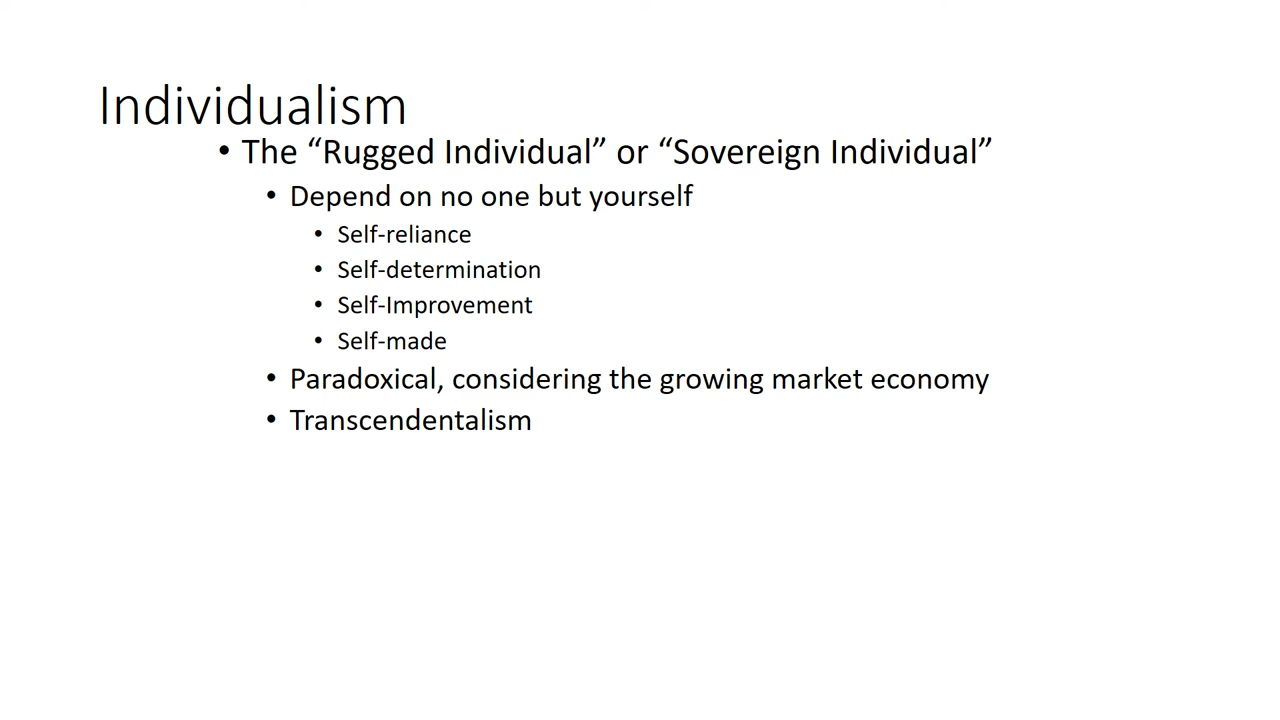 Individualism
• The “Rugged Individual” or “Sovereign Individual”
• Depend on no one but yourself
• Self-reliance
• Self-determination
• Self-Improvement
• Self-made
• Paradoxical, considering the growing market economy
• Transcendentalism